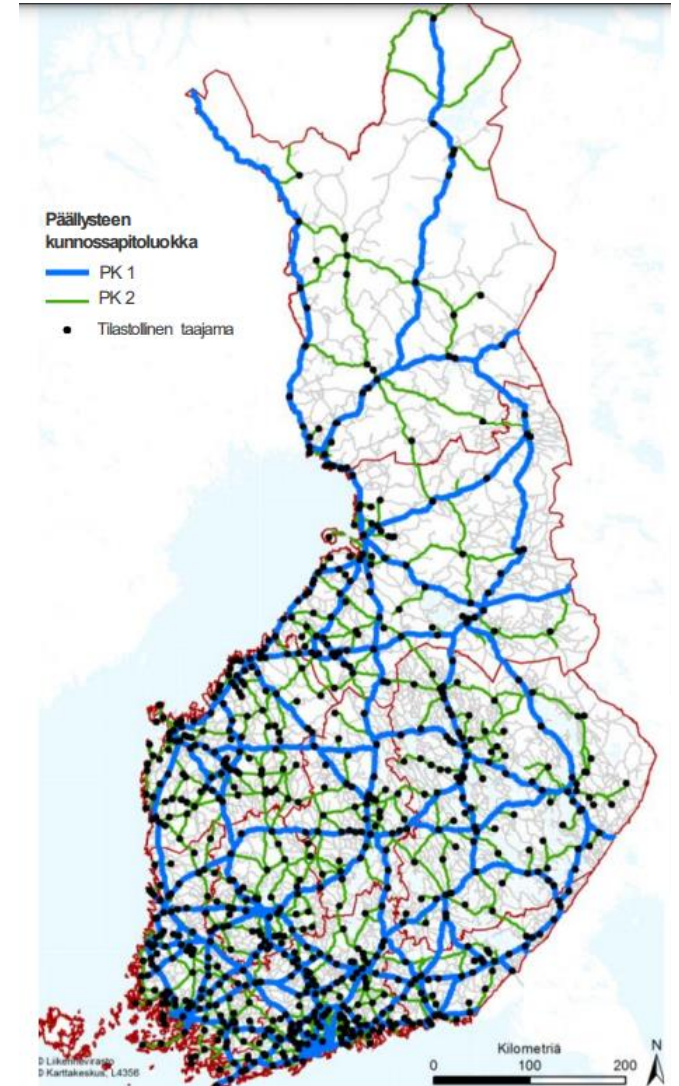 Päällysteen
kunnossapitoluokka
PK 1
PK 2
Tilastollinen taajama
© Liikennevirasto
© Karttakeskus, L4356
Kilometriä
0 100 200
N